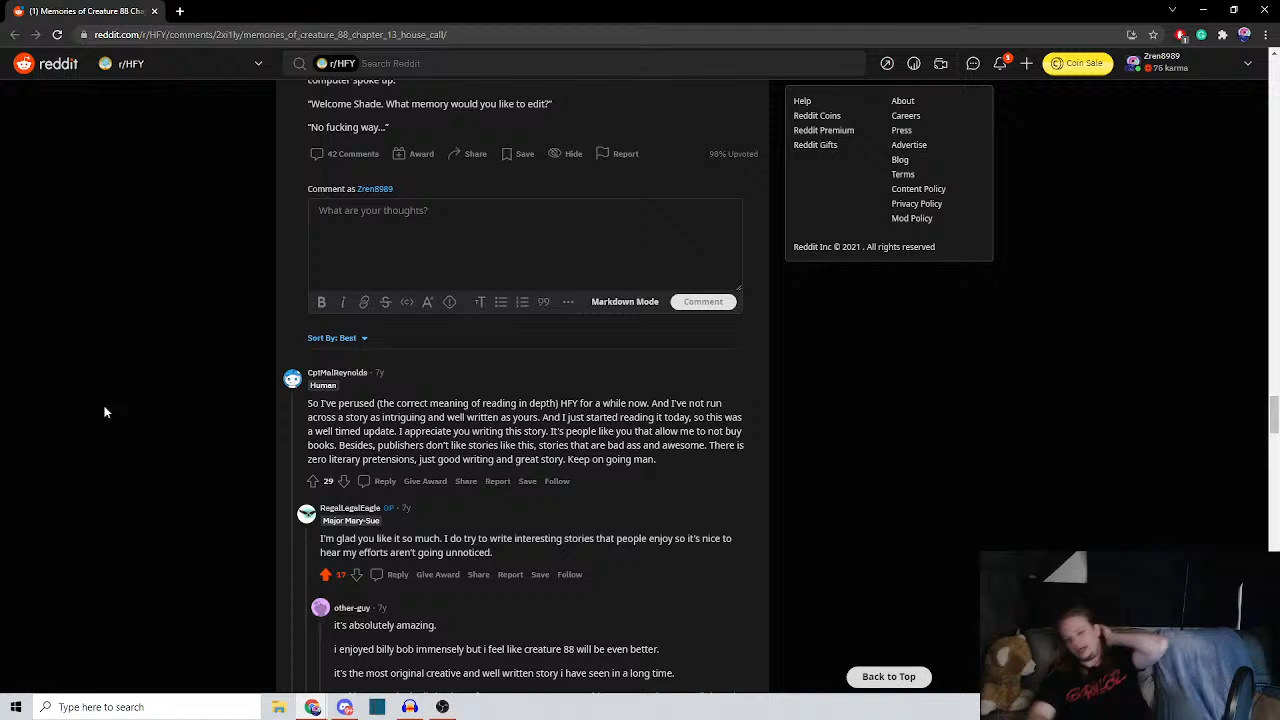 (1) Memories of Creature 88 Chap
reddit.com/r/HFY/comments/2xi1ly/memories_of_creature_88_chapter_13_house_call/
reddit
r/HFY
r/HFY Search Reddit
1
Coin Sale
Zren8989
76 karma
computer spoke up.
“Welcome Shade. What memory would you like to edit?”
“No fucking way...”
42 Comments
Award
Share
Save
Hide
Report
98% Upvoted
Comment as Zren8989
What are your thoughts?
Markdown Mode
Comment
Sort By: Best
CptMalReynolds · 7y
Human
So I've perused (the correct meaning of reading in depth) HFY for a while now. And I've not run
across a story as intriguing and well written as yours. And I just started reading it today, so this was
a well timed update. I appreciate you writing this story. It's people like you that allow me to not buy
books. Besides, publishers don't like stories like this, stories that are bad ass and awesome. There is
zero literary pretensions, just good writing and great story. Keep on going man.
29 Reply Give Award Share Report Save Follow
RegalLegalEagle OP · 7y
Major Mary-Sue
I'm glad you like it so much. I do try to write interesting stories that people enjoy so it's nice to
hear my efforts aren't going unnoticed.
17 Reply Give Award Share Report Save Follow
other-guy · 7y
it's absolutely amazing.
i enjoyed billy bob immensely but i feel like creature 88 will be even better.
it's the most original creative and well written story i have seen in a long time.
Help
Reddit Coins
Reddit Premium
Reddit Gifts
About
Careers
Press
Advertise
Blog
Terms
Content Policy
Privacy Policy
Mod Policy
Reddit Inc © 2021 . All rights reserved
Back to Top
Type here to search